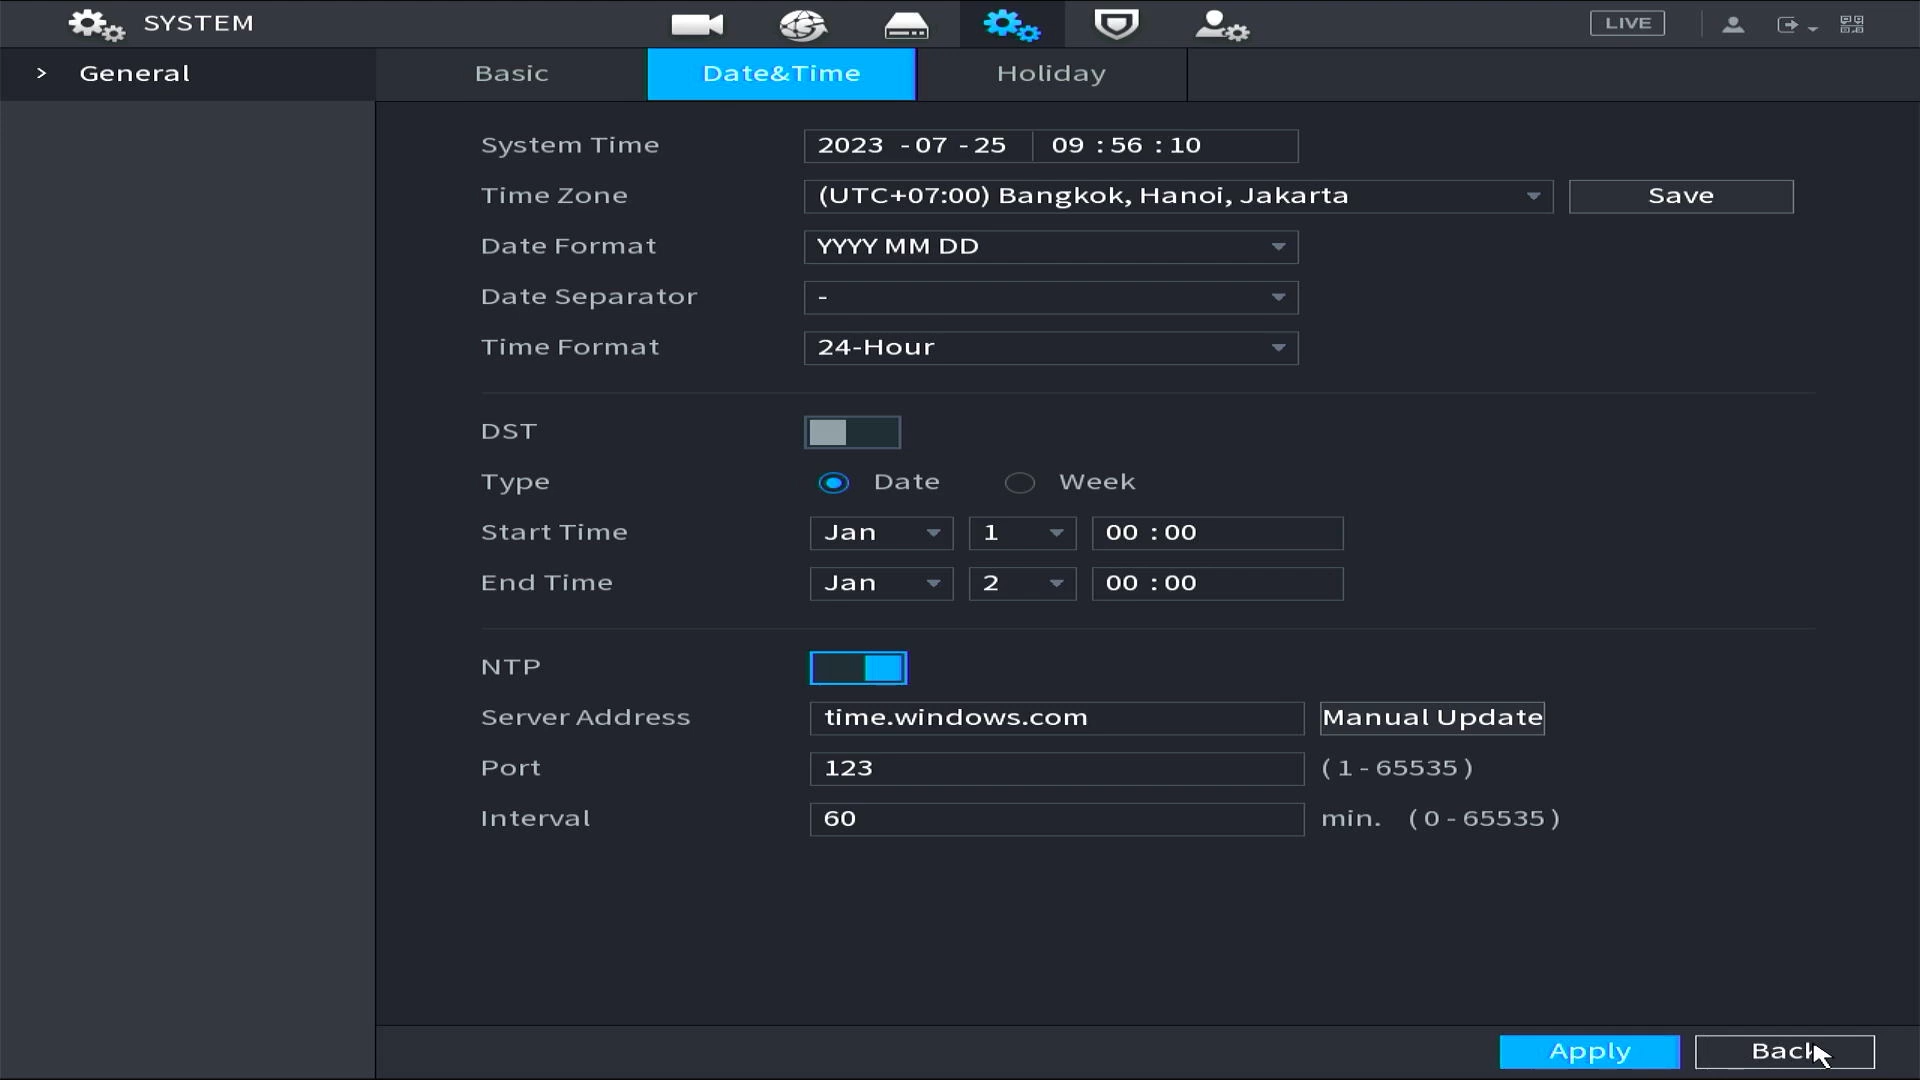 SYSTEM LIVE
> General Basic Date&Time Holiday
System Time 2023 - 07 - 25 09 : 56 : 10
Time Zone (UTC+07:00) Bangkok, Hanoi, Jakarta Save
Date Format YYYY MM DD
Date Separator -
Time Format 24-Hour
DST
Type Date Week
Start Time Jan 1 00 : 00
End Time Jan 2 00 : 00
NTP
Server Address time.windows.com Manual Update
Port 123 ( 1 - 65535 )
Interval 60 min. ( 0 - 65535 )
Apply Back